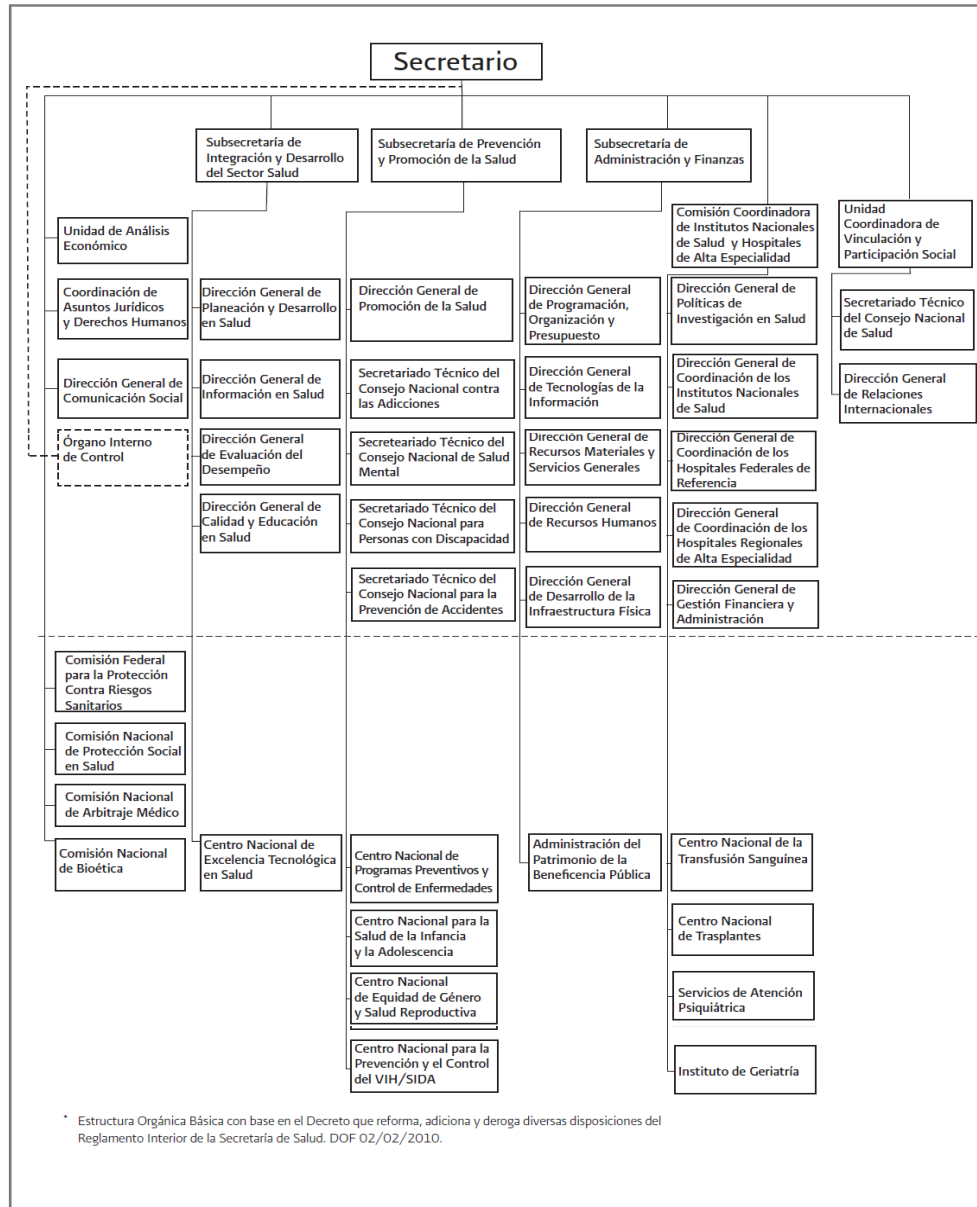 Secretario
Subsecretaría de
Integración y Desarrollo
del Sector Salud
Subsecretaría de Prevención
y Promoción de la Salud
Subsecretaría de
Administración y Finanzas
Unidad de Análisis
Económico
Comisión Coordinadora
de Institutos Nacionales
de Salud y Hospitales
de Alta Especialidad
Unidad
Coordinadora de
Vinculación y
Participación Social
Coordinación de
Asuntos Jurídicos
y Derechos Humanos
Dirección General de
Planeación y Desarrollo
en Salud
Dirección General de
Promoción de la Salud
Dirección General
de Programación,
Organización y
Presupuesto
Dirección General de
Políticas de
Investigación en Salud
Secretariado Técnico
del Consejo Nacional
de Salud
Dirección General de
Comunicación Social
Dirección General de
Información en Salud
Secretariado Técnico del
Consejo Nacional contra
las Adicciones
Dirección General
de Tecnologías de la
Información
Dirección General de
Coordinación de los
Institutos Nacionales
de Salud
Dirección General
de Relaciones
Internacionales
Órgano Interno
de Control
Dirección General
de Evaluación del
Desempeño
Secreteariado Técnico del
Consejo Nacional de Salud
Mental
Dirección General de
Recursos Materiales y
Servicios Generales
Dirección General de
Coordinación de los
Hospitales Federales de
Referencia
Dirección General de
Calidad y Educación
en Salud
Secretariado Técnico del
Consejo Nacional para
Personas con Discapacidad
Dirección General
de Recursos Humanos
Dirección General
de Coordinación de los
Hospitales Regionales
de Alta Especialidad
Secretariado Técnico del
Consejo Nacional para la
Prevención de Accidentes
Dirección General
de Desarrollo de la
Infraestructura Física
Dirección General de
Gestión Financiera y
Administración
Comisión Federal
para la Protección
Contra Riesgos
Sanitarios
Comisión Nacional
de Protección Social
en Salud
Comisión Nacional
de Arbitraje Médico
Comisión Nacional
de Bioética
Centro Nacional de
Excelencia Tecnológica
en Salud
Centro Nacional de
Programas Preventivos y
Control de Enfermedades
Administración del
Patrimonio de la
Beneficencia Pública
Centro Nacional de la
Transfusión Sanguínea
Centro Nacional para la
Salud de la Infancia
y la Adolescencia
Centro Nacional
de Trasplantes
Centro Nacional
de Equidad de Género
y Salud Reproductiva
Servicios de Atención
Psiquiátrica
Centro Nacional para la
Prevención y el Control
del VIH/SIDA
Instituto de Geriatría
* Estructura Orgánica Básica con base en el Decreto que reforma, adiciona y deroga diversas disposiciones del
Reglamento Interior de la Secretaría de Salud. DOF 02/02/2010.